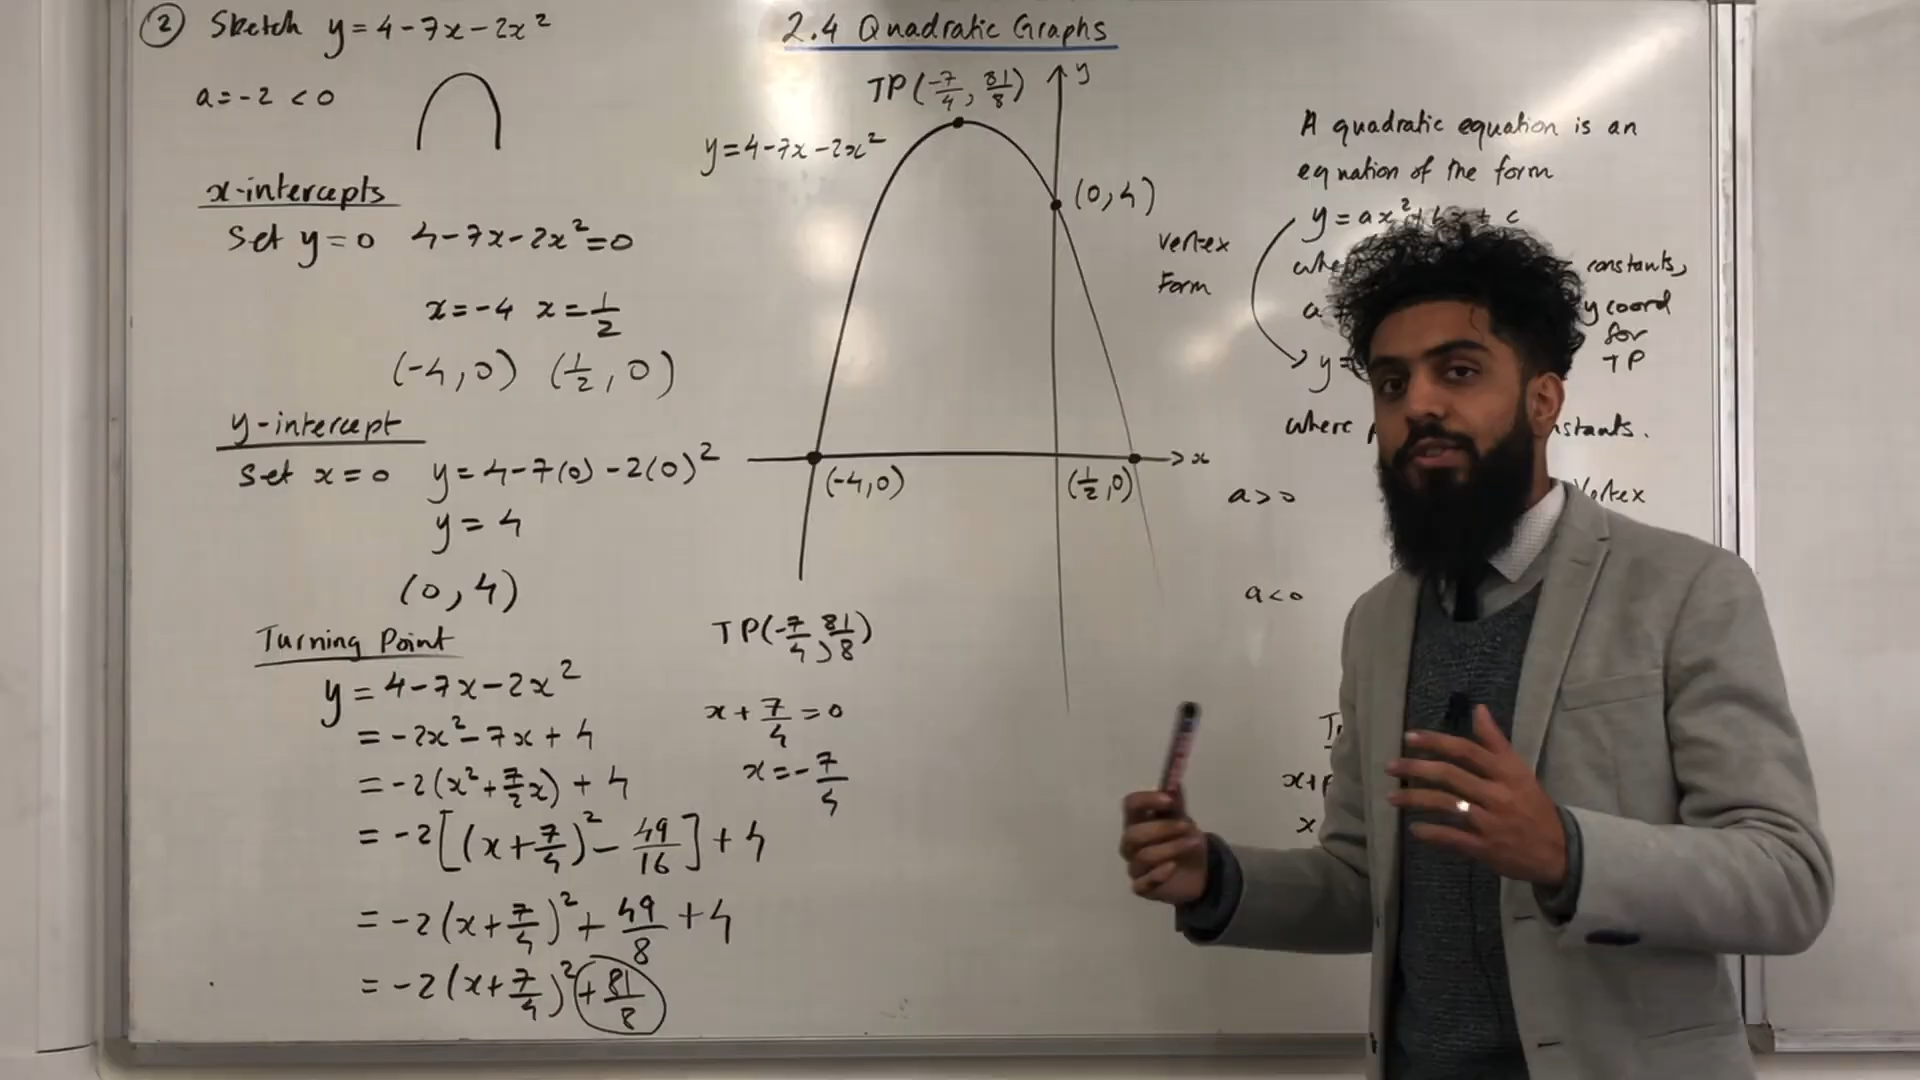 ② Sketch y = 4 - 7x - 2x²
a = -2 < 0
x-intercepts
Set y = 0 4 - 7x - 2x² = 0
x = -4 x = 1/2
(-4, 0) (1/2, 0)
y-intercept
Set x = 0 y = 4 - 7(0) - 2(0)²
y = 4
(0, 4)
Turning Point
y = 4 - 7x - 2x²
= -2x² - 7x + 4
= -2(x² + 7/2x) + 4
= -2[(x + 7/4)² - 49/16] + 4
= -2(x + 7/4)² + 49/8 + 4
= -2(x + 7/4)² + 81/8
2.4 Quadratic Graphs
TP(-7/4, 81/8)
y
y = 4 - 7x - 2x²
(0, 4)
x
(-4, 0)
(1/2, 0)
TP(-7/4, 81/8)
x + 7/4 = 0
x = -7/4
A quadratic equation is an
equation of the form
y = ax² + bx + c
constants,
a
y coord
for
TP
Vertex
Form
y =
where
a > 0
Vertex
a < 0
x